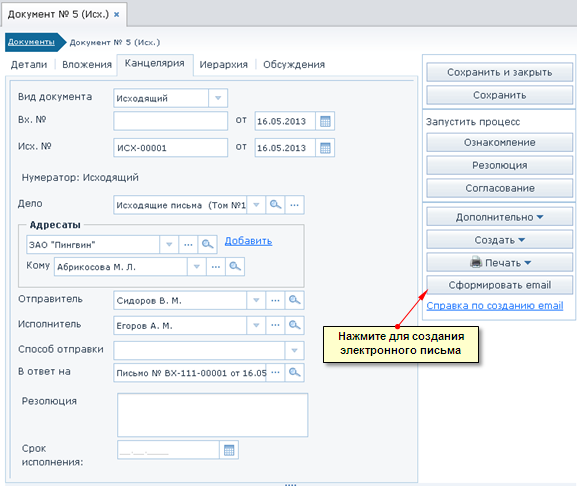 Документ № 5 (Исх.) ×
Документы Документ № 5 (Исх.)
Детали Вложения Канцелярия Иерархия Обсуждения
Вид документа Исходящий
Вх. № от 16.05.2013
Исх. № ИСХ-00001 от 16.05.2013
Нумератор: Исходящий
Дело Исходящие письма (Том №1 ...
Адресаты
ЗАО "Пингвин" ... Добавить
Кому Абрикосова М. Л. ...
Отправитель Сидоров В. М. ...
Исполнитель Егоров А. М. ...
Способ отправки
В ответ на Письмо № ВХ-111-00001 от 16.05 ...
Резолюция
Срок
исполнения: __.__.____
Сохранить и закрыть
Сохранить
Запустить процесс
Ознакомление
Резолюция
Согласование
Дополнительно
Создать
Печать
Сформировать email
Справка по созданию email
Нажмите для создания
электронного письма